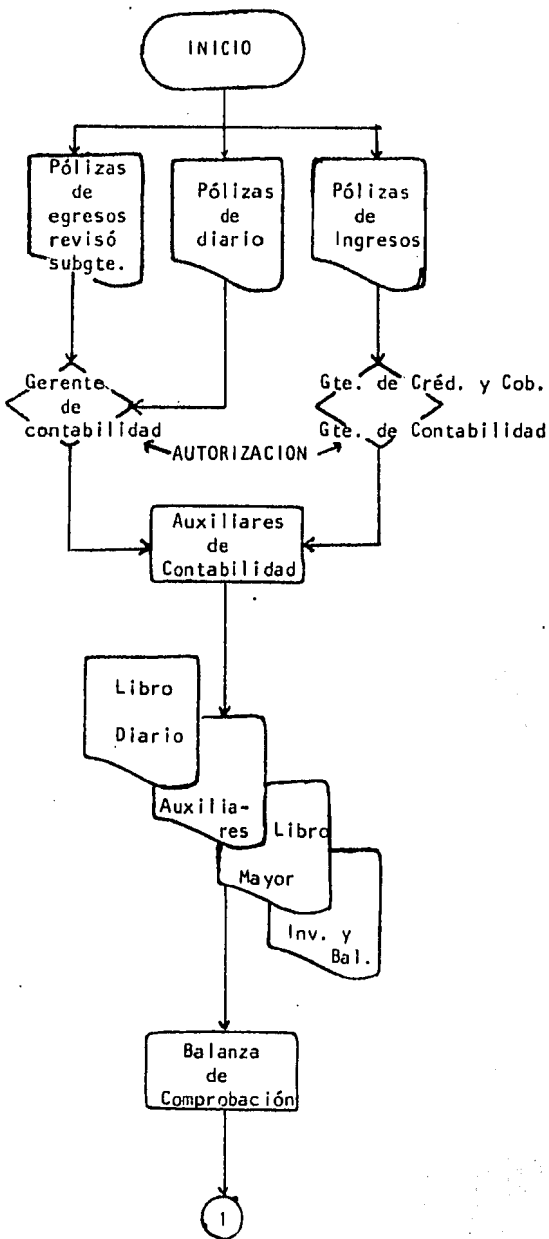 INICIO
Pólizas
de
egresos
revisó
subgte.
Pólizas
de
diario
Pólizas
de
Ingresos
Gerente
de
contabilidad
Gte. de Créd. y Cob.
Gte. de Contabilidad
AUTORIZACION
Auxiliares
de
Contabilidad
Libro
Diario
Auxilia-
res
Libro
Mayor
Inv. y
Bal.
Balanza
de
Comprobación
1